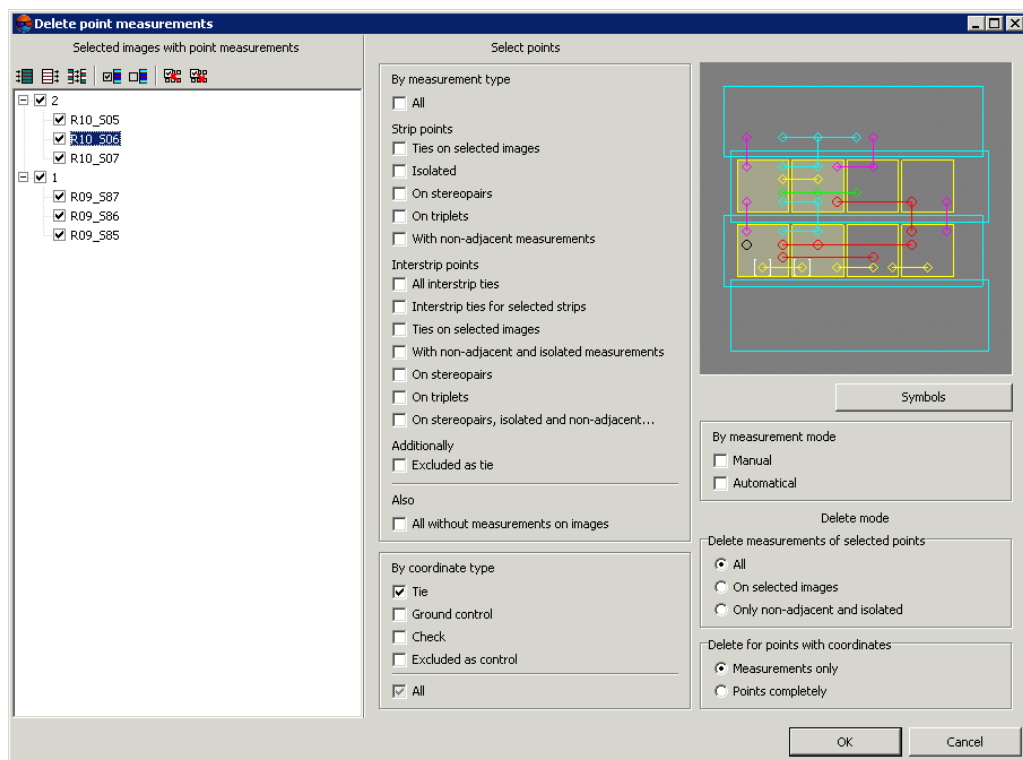 Delete point measurements
Selected images with point measurements
2
R10_S05
R10_S06
R10_S07
1
R09_S87
R09_S86
R09_S85
Select points
By measurement type
All
Strip points
Ties on selected images
Isolated
On stereopairs
On triplets
With non-adjacent measurements
Interstrip points
All interstrip ties
Interstrip ties for selected strips
Ties on selected images
With non-adjacent and isolated measurements
On stereopairs
On triplets
On stereopairs, isolated and non-adjacent...
Additionally
Excluded as tie
Also
All without measurements on images
By coordinate type
Tie
Ground control
Check
Excluded as control
All
Symbols
By measurement mode
Manual
Automatical
Delete mode
Delete measurements of selected points
All
On selected images
Only non-adjacent and isolated
Delete for points with coordinates
Measurements only
Points completely
OK
Cancel